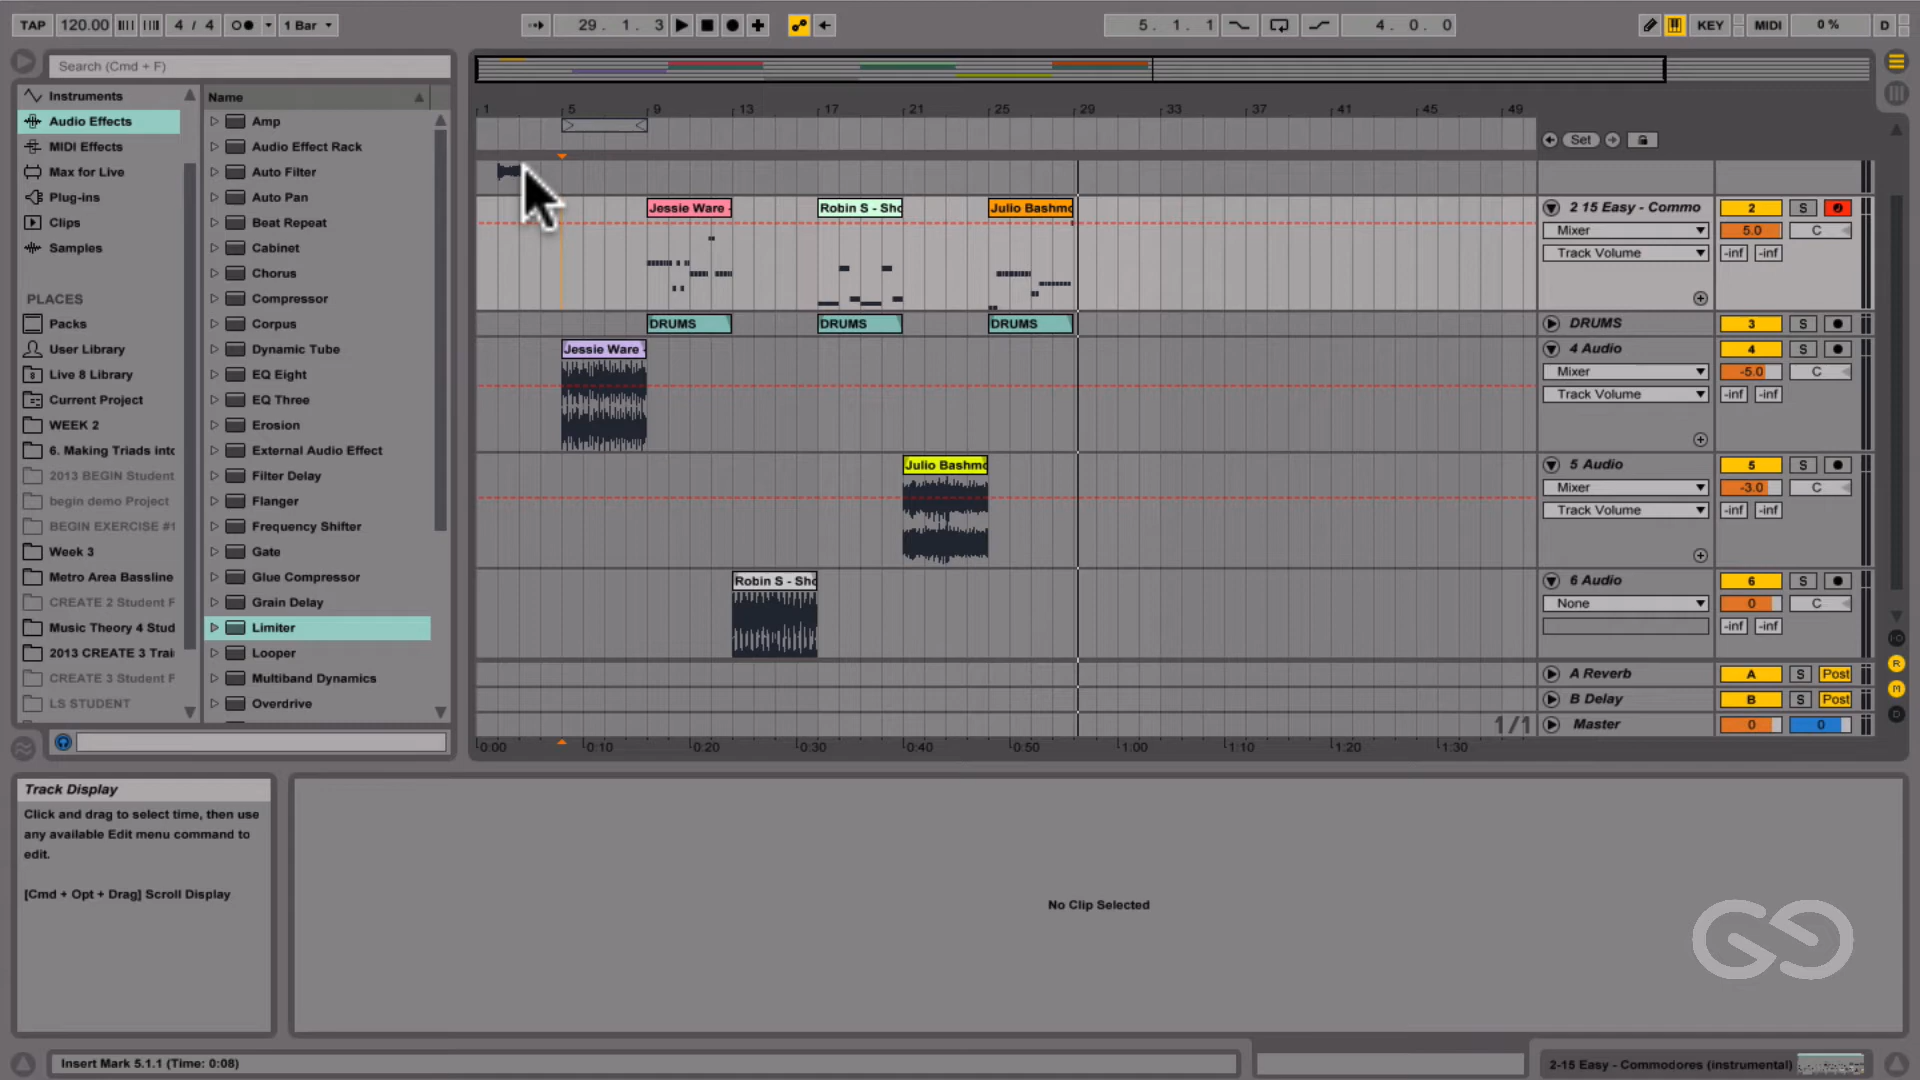 TAP 120.00 4 / 4 1 Bar 29. 1. 3 5. 1. 1 4. 0. 0 KEY MIDI 0 % D
Search (Cmd + F)
Instruments
Audio Effects
MIDI Effects
Max for Live
Plug-ins
Clips
Samples
PLACES
Packs
User Library
Live 8 Library
Current Project
WEEK 2
6. Making Triads into
2013 BEGIN Student
begin demo Project
BEGIN EXERCISE #1
Week 3
Metro Area Bassline
CREATE 2 Student F
Music Theory 4 Stud
2013 CREATE 3 Trai
CREATE 3 Student F
LS STUDENT
Name
Amp
Audio Effect Rack
Auto Filter
Auto Pan
Beat Repeat
Cabinet
Chorus
Compressor
Corpus
Dynamic Tube
EQ Eight
EQ Three
Erosion
External Audio Effect
Filter Delay
Flanger
Frequency Shifter
Gate
Glue Compressor
Grain Delay
Limiter
Looper
Multiband Dynamics
Overdrive
1 5 9 13 17 21 25 29 33 37 41 45 49
Set
Jessie Ware - Robin S - Sho Julio Bashmo
DRUMS DRUMS DRUMS
Jessie Ware -
Julio Bashmo
Robin S - Sho
2 15 Easy - Commo 2 S
Mixer 5.0 C
Track Volume -inf -inf
DRUMS 3 S
4 Audio 4 S
Mixer -5.0 C
Track Volume -inf -inf
5 Audio 5 S
Mixer -3.0 C
Track Volume -inf -inf
6 Audio 6 S
None 0 C
-inf -inf
A Reverb A S Post
B Delay B S Post
1/1 Master 0 0
I·O
R
M
D
0:00 0:10 0:20 0:30 0:40 0:50 1:00 1:10 1:20 1:30
Track Display
Click and drag to select time, then use
any available Edit menu command to
edit.
[Cmd + Opt + Drag] Scroll Display
No Clip Selected
Insert Mark 5.1.1 (Time: 0:08)
2-15 Easy - Commodores (instrumental)